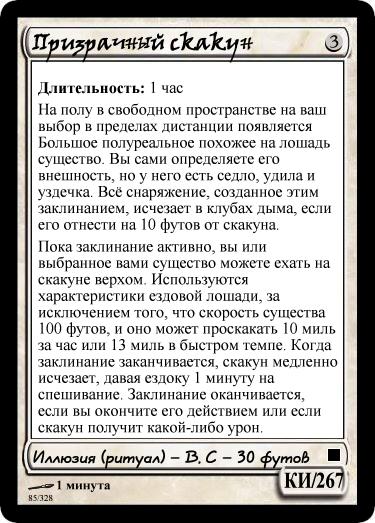 Призрачный скакун
3
Длительность: 1 час
На полу в свободном пространстве на ваш
выбор в пределах дистанции появляется
Большое полуреальное похожее на лошадь
существо. Вы сами определяете его
внешность, но у него есть седло, удила и
уздечка. Всё снаряжение, созданное этим
заклинанием, исчезает в клубах дыма, если
его отнести на 10 футов от скакуна.
Пока заклинание активно, вы или
выбранное вами существо можете ехать на
скакуне верхом. Используются
характеристики ездовой лошади, за
исключением того, что скорость существа
100 футов, и оно может проскакать 10 миль
за час или 13 миль в быстром темпе. Когда
заклинание заканчивается, скакун медленно
исчезает, давая ездоку 1 минуту на
спешивание. Заклинание оканчивается,
если вы окончите его действием или если
скакун получит какой-либо урон.
Иллюзия (ритуал) – В, С – 30 футов
КИ/267
1 минута
85/328